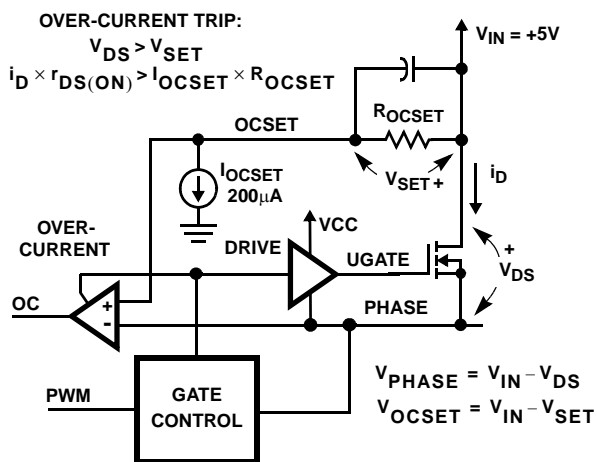 OVER-CURRENT TRIP:
V_DS > V_SET
i_D × r_DS(ON) > I_OCSET × R_OCSET
V_IN = +5V
R_OCSET
OCSET
V_SET +
i_D
I_OCSET
200μA
OVER-
CURRENT
VCC
DRIVE
UGATE
+
V_DS
OC
+
-
PHASE
PWM
GATE
CONTROL
V_PHASE = V_IN – V_DS
V_OCSET = V_IN – V_SET